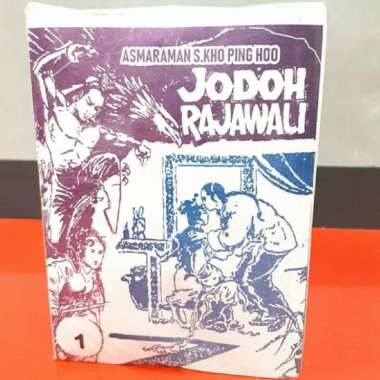 ASMARAMAN S.KHO PING HOO
JODOH
RAJAWALI
1